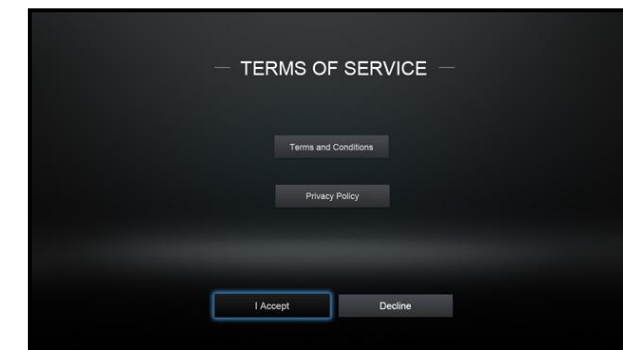 — TERMS OF SERVICE —
Terms and Conditions
Privacy Policy
I Accept Decline